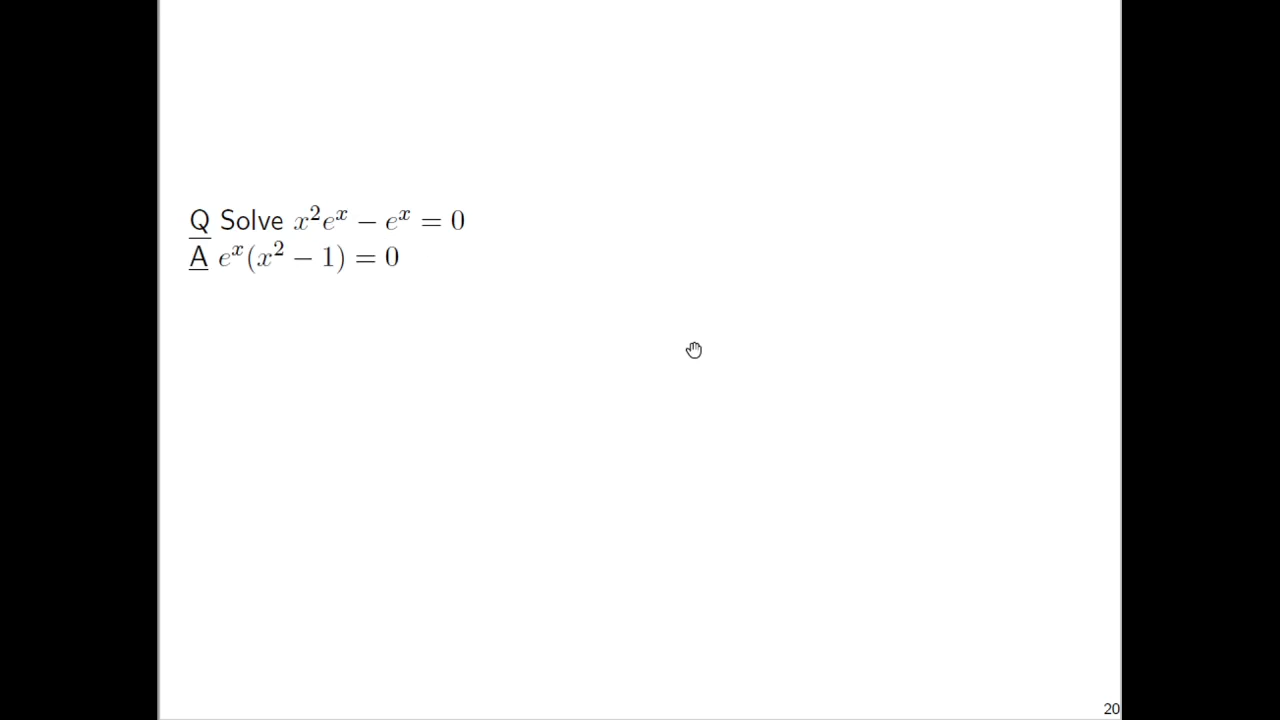 Q Solve x²eˣ − eˣ = 0
A eˣ(x² − 1) = 0
20